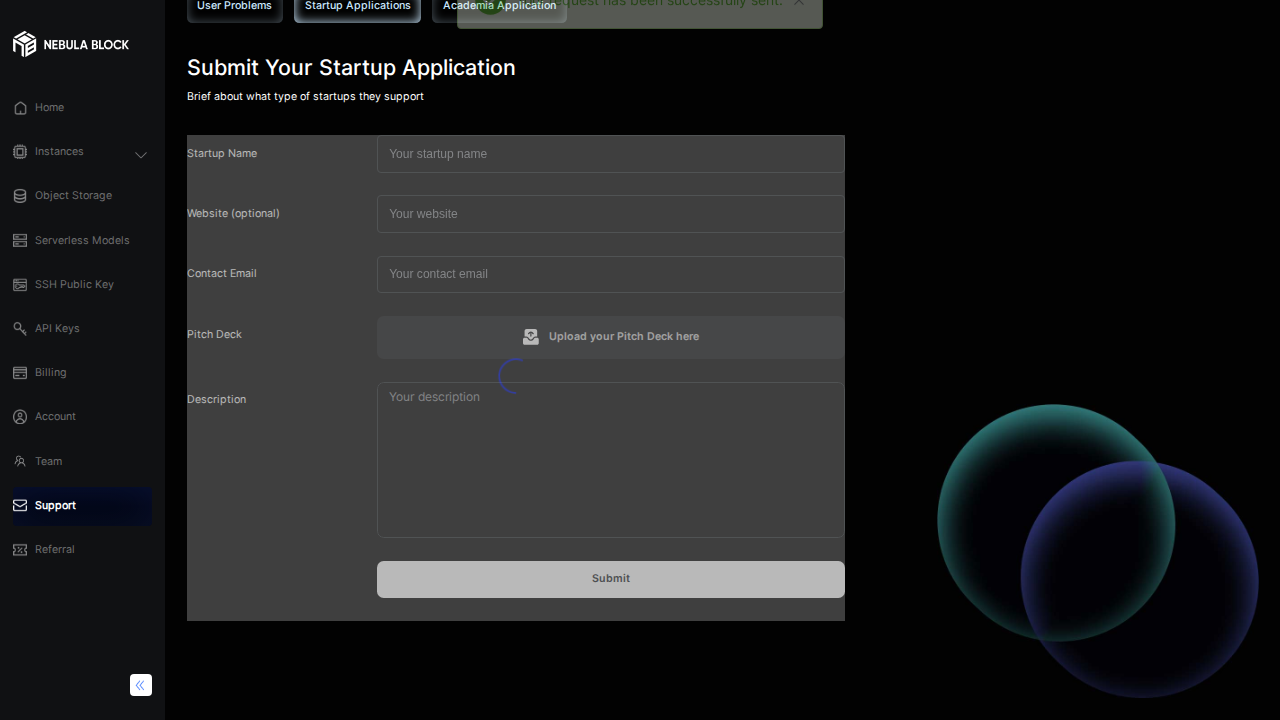 User Problems
Startup Applications
Academia Application
request has been successfully sent.
NEBULA BLOCK
Submit Your Startup Application
Brief about what type of startups they support
Home
Instances
Object Storage
Serverless Models
SSH Public Key
API Keys
Billing
Account
Team
Support
Referral
Startup Name
Your startup name
Website (optional)
Your website
Contact Email
Your contact email
Pitch Deck
Upload your Pitch Deck here
Description
Your description
Submit